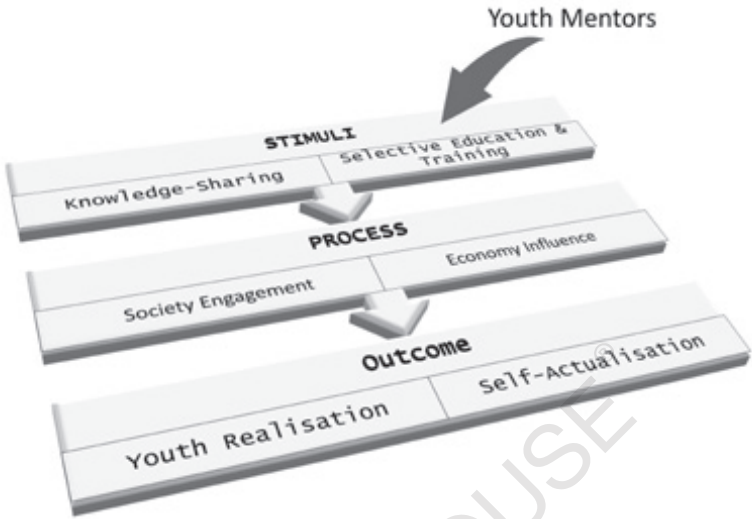 Youth Mentors
STIMULI
Knowledge-Sharing
Selective Education &
Training
PROCESS
Society Engagement
Economy Influence
Outcome
Youth Realisation
Self-Actualisation